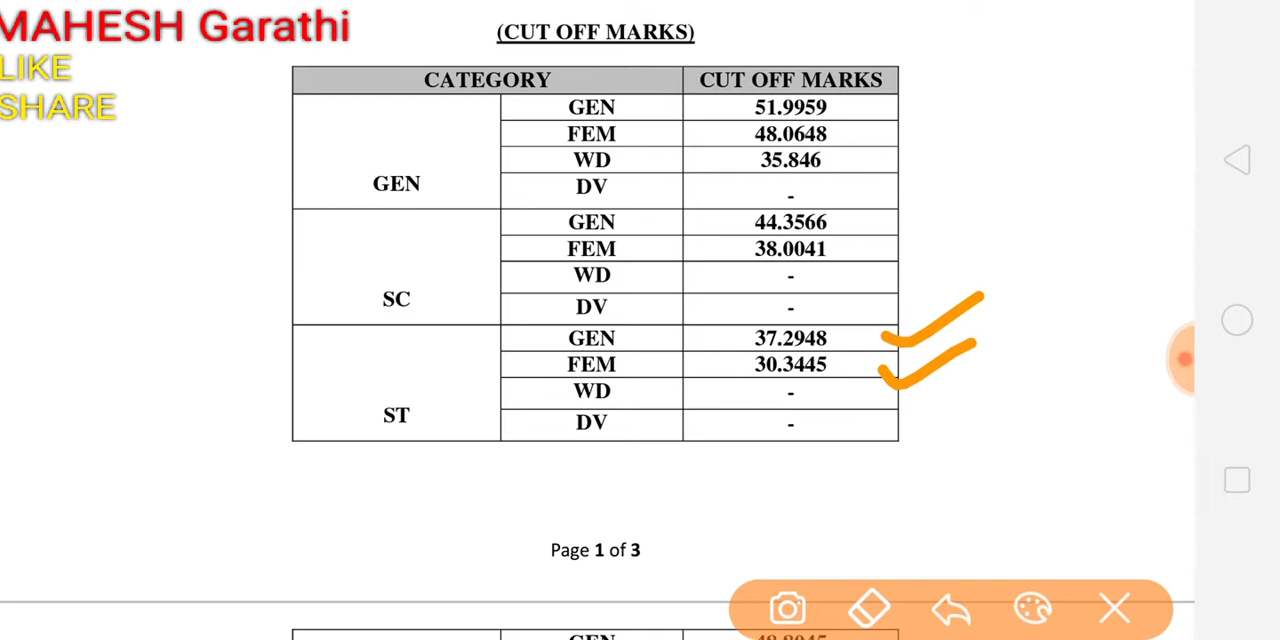 MAHESH Garathi
LIKE
SHARE
(CUT OFF MARKS)
CATEGORY CUT OFF MARKS
GEN
GEN 51.9959
FEM 48.0648
WD 35.846
DV -
SC
GEN 44.3566
FEM 38.0041
WD -
DV -
ST
GEN 37.2948
FEM 30.3445
WD -
DV -
Page 1 of 3